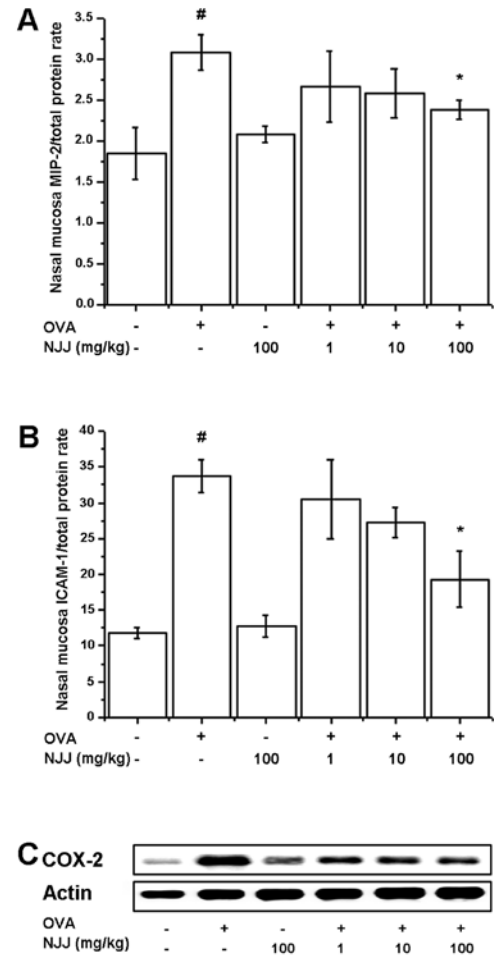 A
Nasal mucosa MIP-2/total protein rate
3.5
3.0
2.5
2.0
1.5
1.0
0.5
0.0
#
*
OVA - + - + + +
NJJ (mg/kg) - - 100 1 10 100
B
Nasal mucosa ICAM-1/total protein rate
40
35
30
25
20
15
10
5
0
#
*
OVA - + - + + +
NJJ (mg/kg) - - 100 1 10 100
C COX-2
Actin
OVA - + - + + +
NJJ (mg/kg) - - 100 1 10 100